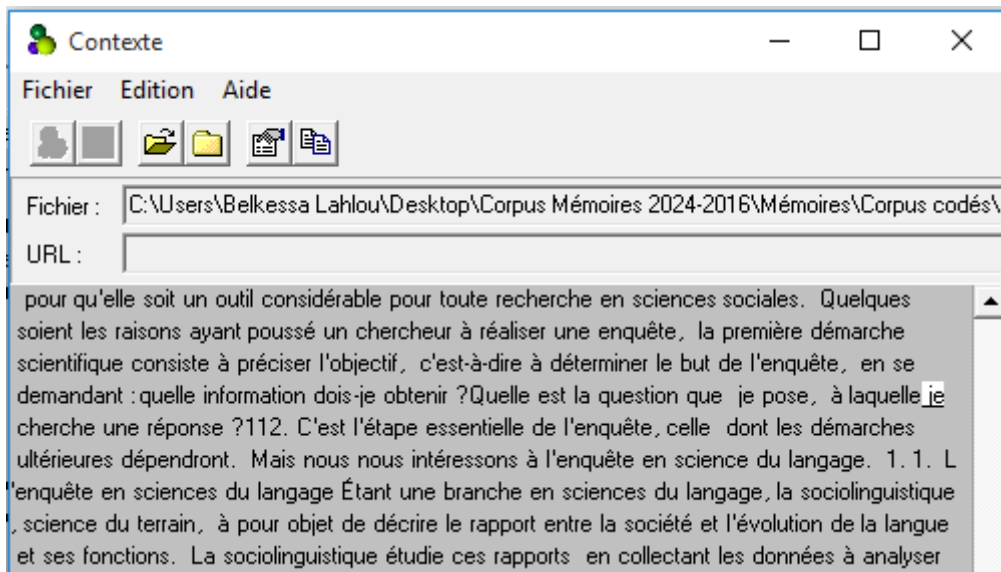 Contexte
Fichier Edition Aide
Fichier : C:\Users\Belkessa Lahlou\Desktop\Corpus Mémoires 2024-2016\Mémoires\Corpus codés\
URL :
pour qu'elle soit un outil considérable pour toute recherche en sciences sociales. Quelques
soient les raisons ayant poussé un chercheur à réaliser une enquête, la première démarche
scientifique consiste à préciser l'objectif, c'est-à-dire à déterminer le but de l'enquête, en se
demandant : quelle information dois-je obtenir ?Quelle est la question que je pose, à laquelle je
cherche une réponse ?112. C'est l'étape essentielle de l'enquête, celle dont les démarches
ultérieures dépendront. Mais nous nous intéressons à l'enquête en science du langage. 1. 1. L
'enquête en sciences du langage Étant une branche en sciences du langage, la sociolinguistique
, science du terrain, à pour objet de décrire le rapport entre la société et l'évolution de la langue
et ses fonctions. La sociolinguistique étudie ces rapports en collectant les données à analyser